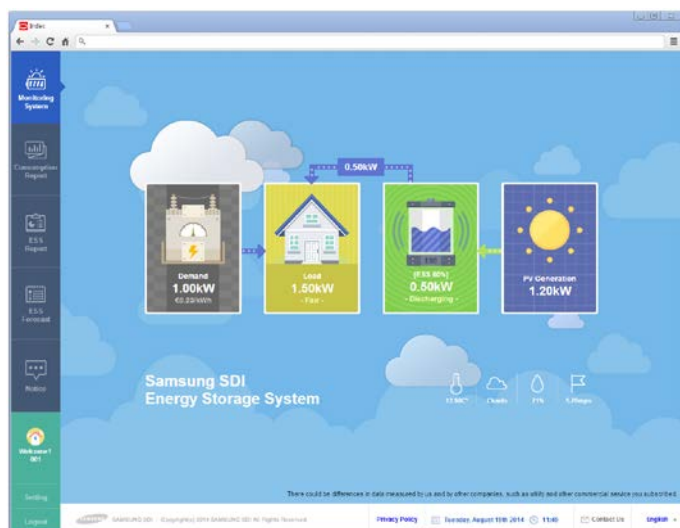 Monitoring
System
Consumption
Report
ESS
Report
ESS
Forecast
Notice
Welcome !
Setting
Logout
0.50kW
Demand
1.00kW
Load
1.50kW
- Fair -
(ESS 80%)
0.50kW
- Discharging -
PV Generation
1.20kW
Samsung SDI
Energy Storage System
Clouds
There could be differences in data measured by us and by other companies, such as utility and other commercial service you subscribed.
SAMSUNG SDI
All Rights Reserved
Privacy Policy
Tuesday, August 19th 2014
Contact Us
English